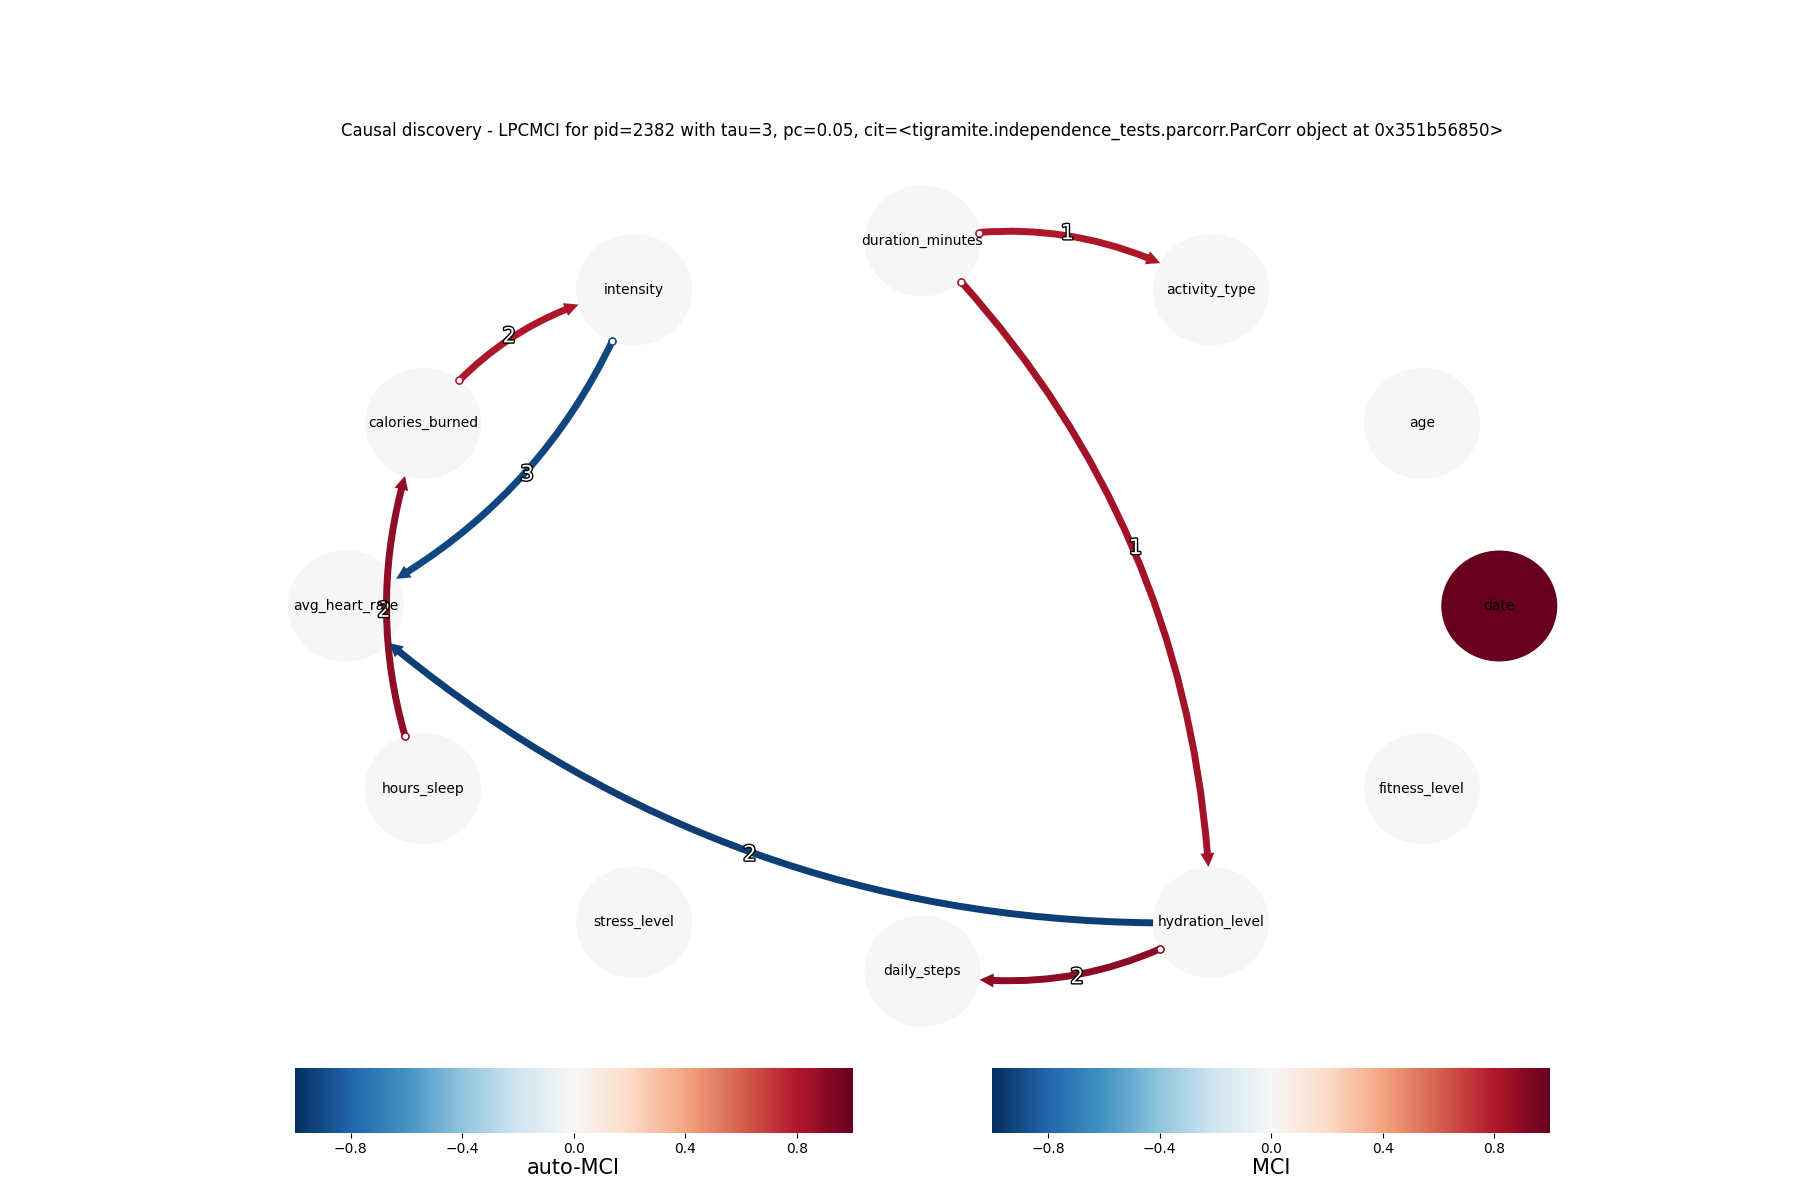 Causal discovery - LPCMCI for pid=2382 with tau=3, pc=0.05, cit=<tigramite.independence_tests.parcorr.ParCorr object at 0x351b56850>
duration_minutes
1
intensity
activity_type
2
calories_burned
age
3
1
avg_heart_rate
2
date
hours_sleep
fitness_level
2
stress_level
hydration_level
daily_steps
2
−0.8 −0.4 0.0 0.4 0.8
auto-MCI
−0.8 −0.4 0.0 0.4 0.8
MCI